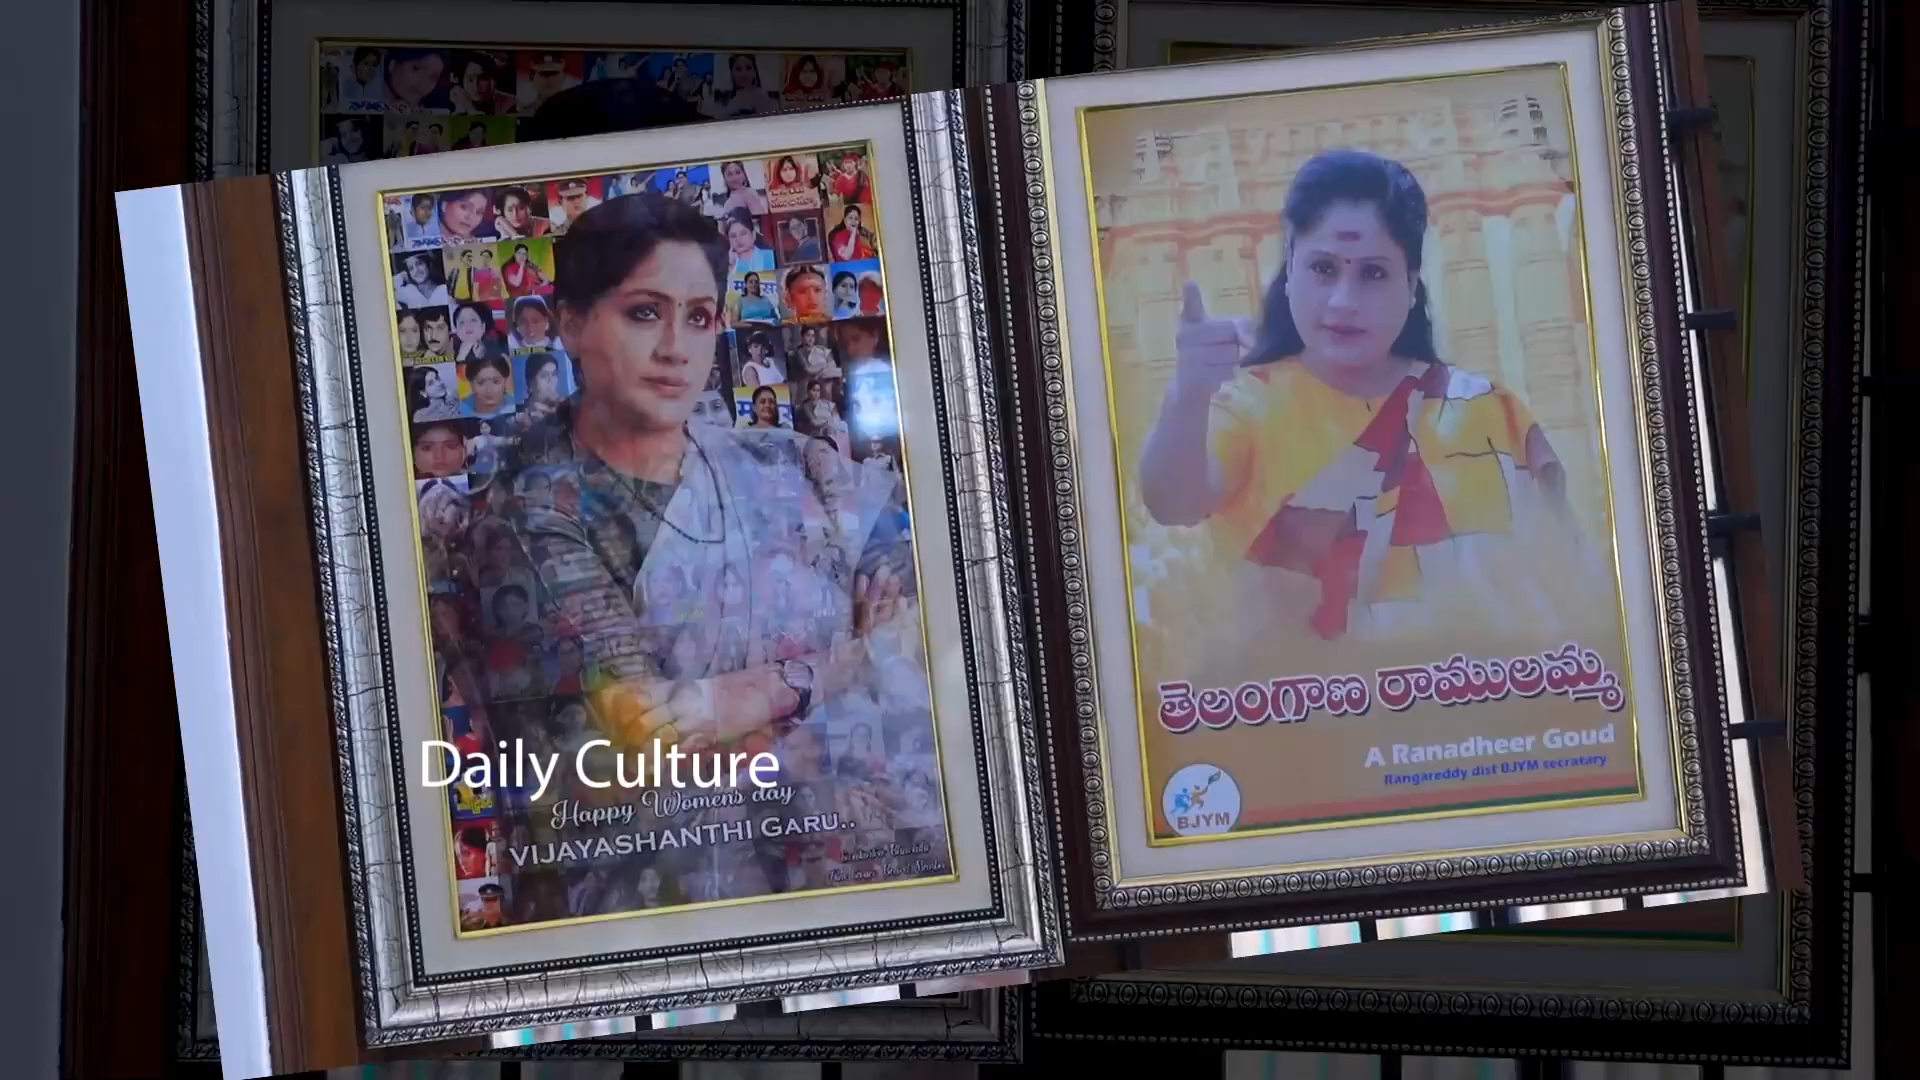 Daily Culture
Happy Womens day
VIJAYASHANTHI GARU..
తెలంగాణ రాములమ్మ
A Ranadheer Goud
Rangareddy dist BJYM secratary
BJYM